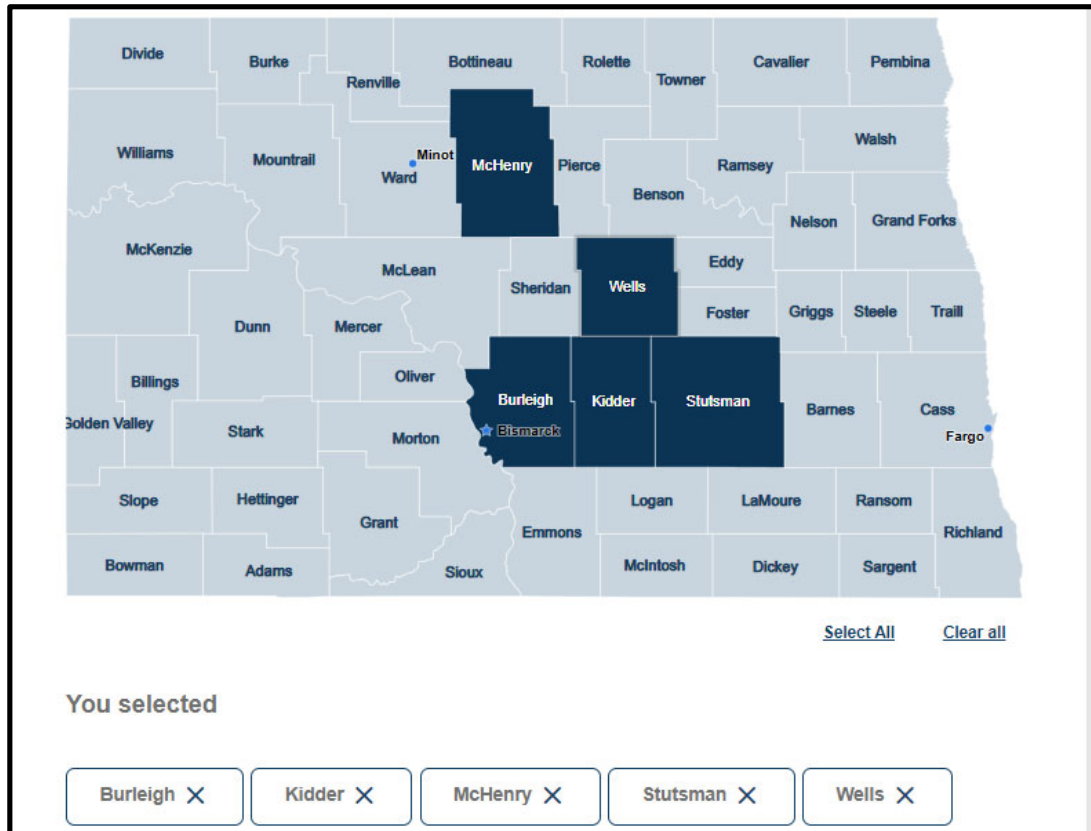 Divide
Burke
Renville
Bottineau
Rolette
Towner
Cavalier
Pembina
Williams
Mountrail
Minot
Ward
McHenry
Pierce
Benson
Ramsey
Walsh
Nelson
Grand Forks
McKenzie
McLean
Sheridan
Wells
Eddy
Foster
Griggs
Steele
Traill
Dunn
Mercer
Oliver
Billings
Golden Valley
Stark
Morton
Burleigh
Bismarck
Kidder
Stutsman
Barnes
Cass
Fargo
Slope
Hettinger
Grant
Emmons
Logan
LaMoure
Ransom
Richland
Bowman
Adams
Sioux
McIntosh
Dickey
Sargent
Select All Clear all
You selected
Burleigh X Kidder X McHenry X Stutsman X Wells X